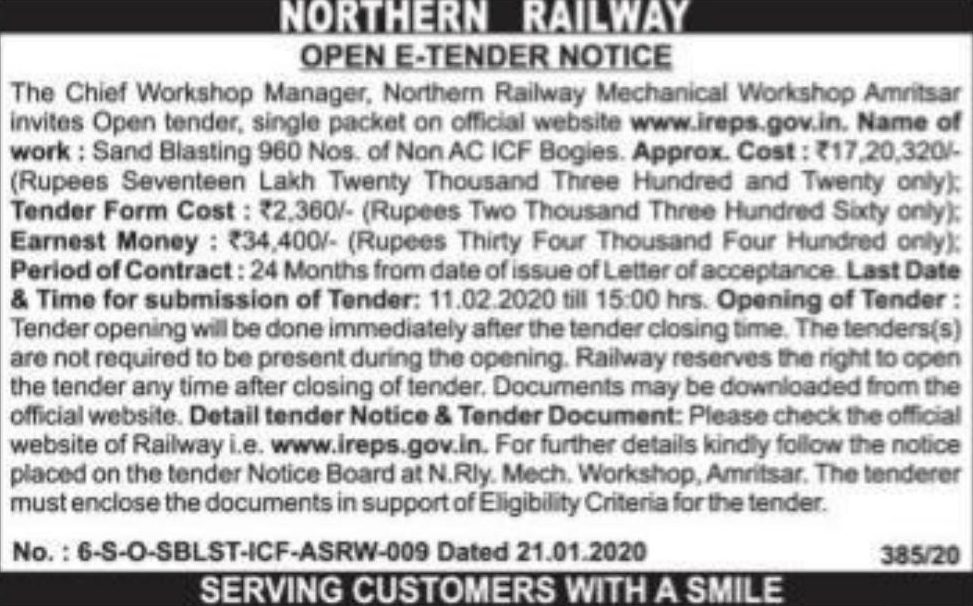 NORTHERN RAILWAY
OPEN E-TENDER NOTICE
The Chief Workshop Manager, Northern Railway Mechanical Workshop Amritsar
invites Open tender, single packet on official website www.ireps.gov.in. Name of
work : Sand Blasting 960 Nos. of Non AC ICF Bogies. Approx. Cost : ₹17,20,320/-
(Rupees Seventeen Lakh Twenty Thousand Three Hundred and Twenty only);
Tender Form Cost : ₹2,360/- (Rupees Two Thousand Three Hundred Sixty only);
Earnest Money : ₹34,400/- (Rupees Thirty Four Thousand Four Hundred only);
Period of Contract : 24 Months from date of issue of Letter of acceptance. Last Date
& Time for submission of Tender: 11.02.2020 till 15:00 hrs. Opening of Tender :
Tender opening will be done immediately after the tender closing time. The tenders(s)
are not required to be present during the opening. Railway reserves the right to open
the tender any time after closing of tender. Documents may be downloaded from the
official website. Detail tender Notice & Tender Document: Please check the official
website of Railway i.e. www.ireps.gov.in. For further details kindly follow the notice
placed on the tender Notice Board at N.Rly. Mech. Workshop, Amritsar. The tenderer
must enclose the documents in support of Eligibility Criteria for the tender.
No. : 6-S-O-SBLST-ICF-ASRW-009 Dated 21.01.2020 385/20
SERVING CUSTOMERS WITH A SMILE